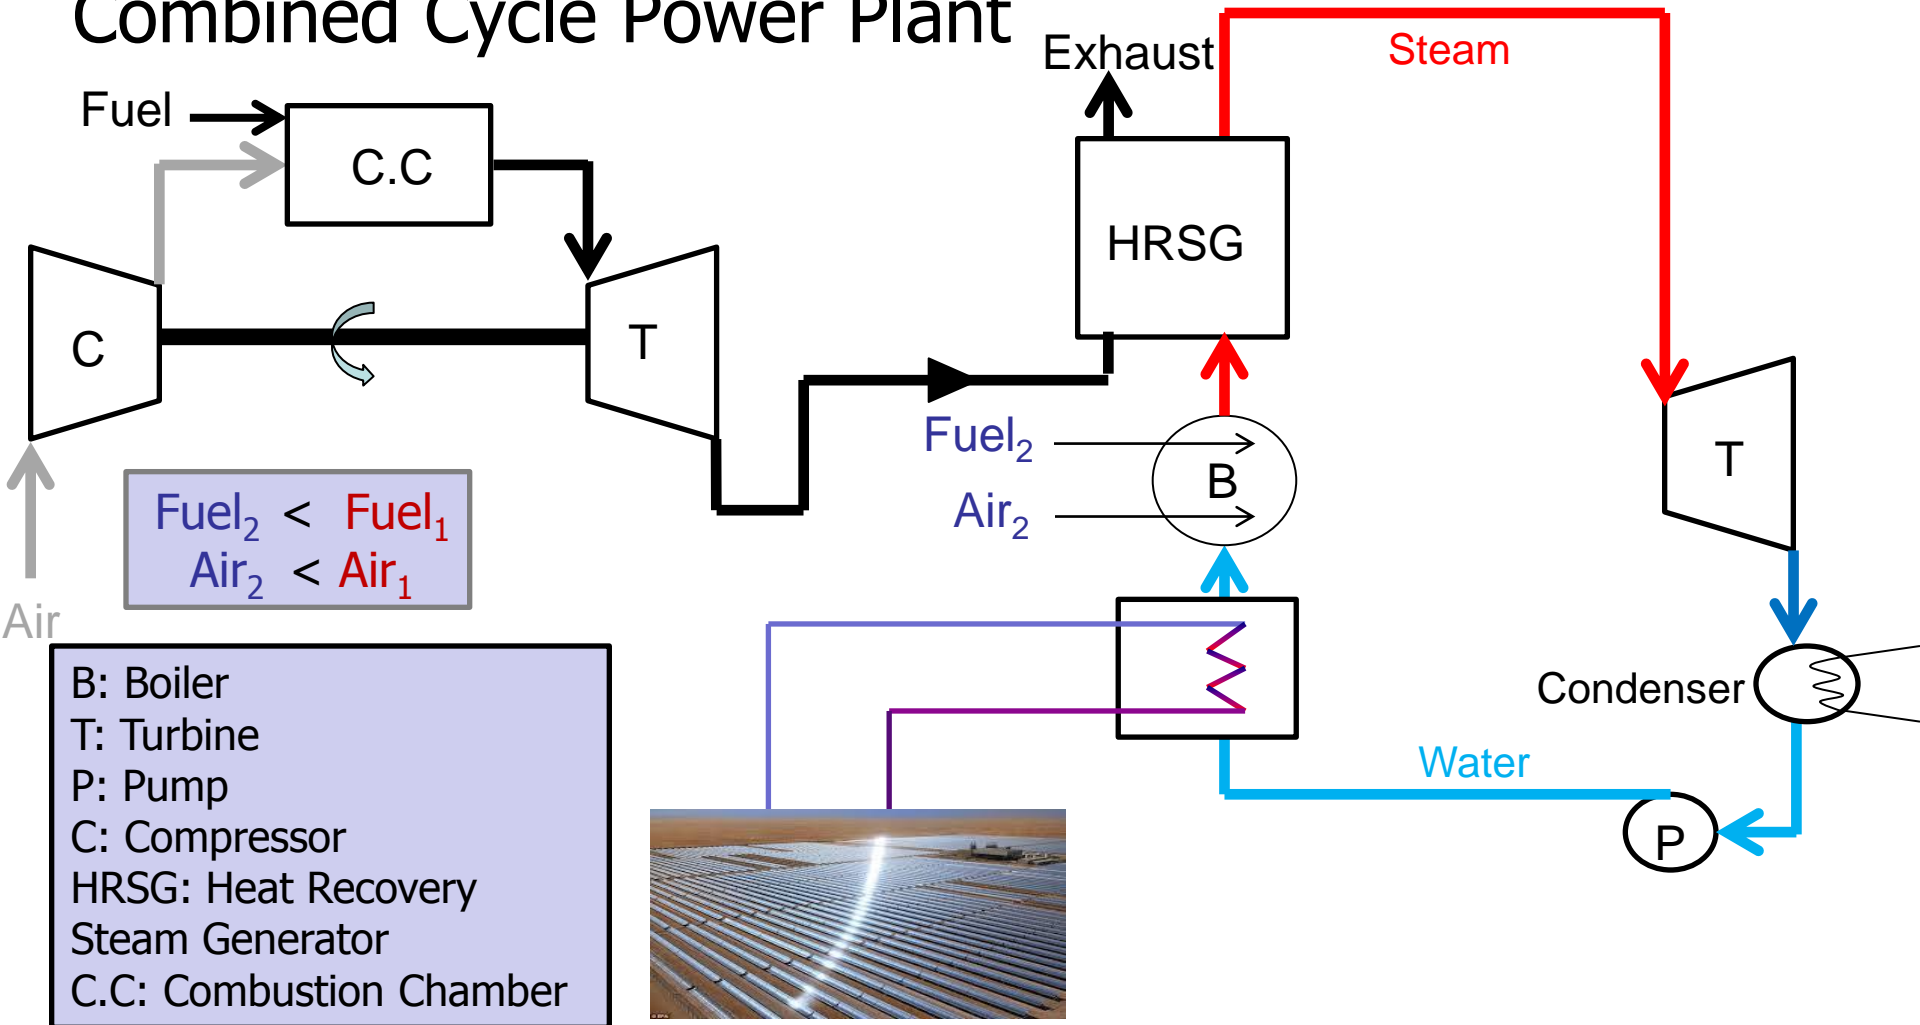 Combined Cycle Power Plant
Exhaust
Steam
Fuel
C.C
HRSG
C
T
Fuel₂
B
Air₂
T
Fuel₂ < Fuel₁
Air₂ < Air₁
Air
Condenser
Water
P
B: Boiler
T: Turbine
P: Pump
C: Compressor
HRSG: Heat Recovery
Steam Generator
C.C: Combustion Chamber